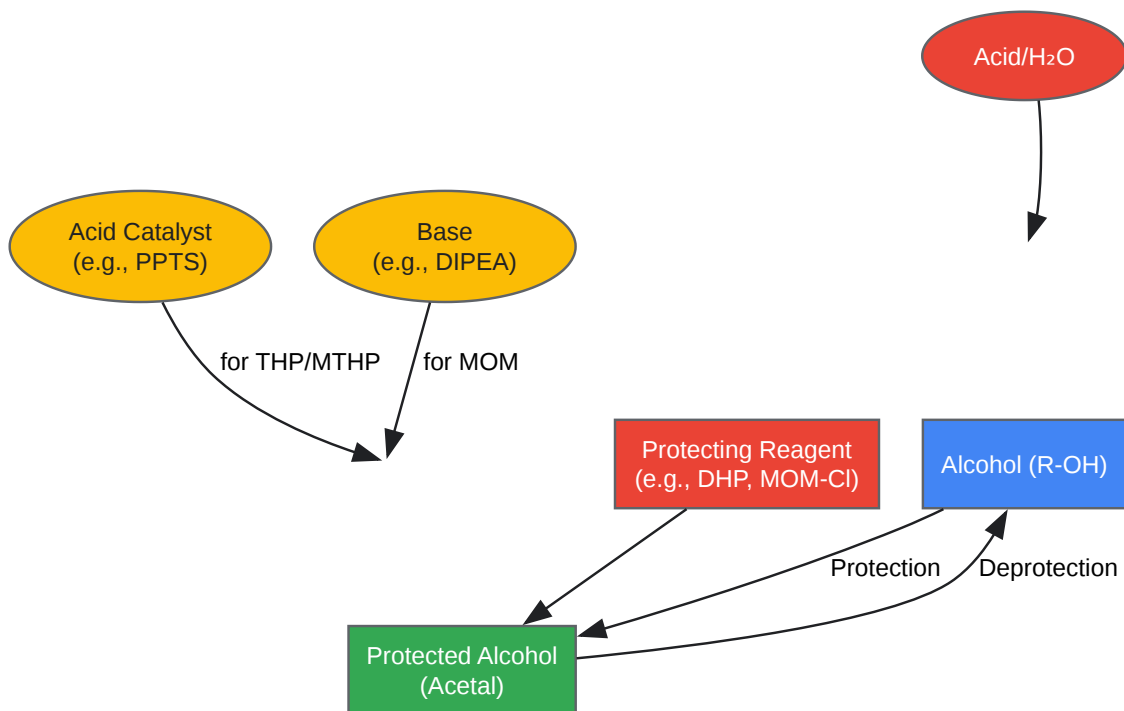 Acid/H₂O
Acid Catalyst
(e.g., PPTS)
Base
(e.g., DIPEA)
for THP/MTHP
for MOM
Protecting Reagent
(e.g., DHP, MOM-Cl)
Alcohol (R-OH)
Protection
Deprotection
Protected Alcohol
(Acetal)